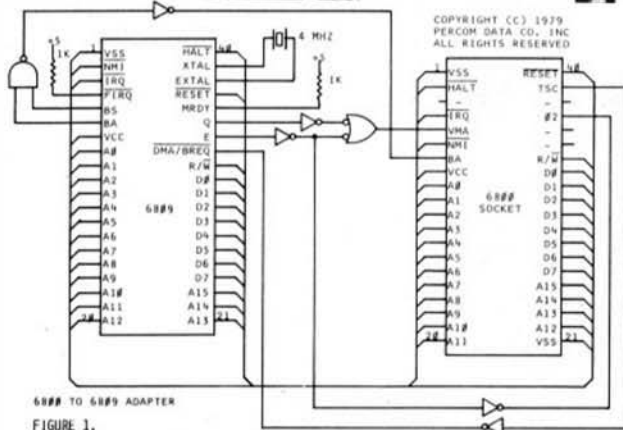 COPYRIGHT (C) 1979
PERCOM DATA CO. INC
ALL RIGHTS RESERVED
+5
1K
1
VSS
NMI
IRQ
FIRQ
BS
BA
VCC
A0
A1
A2
A3
A4
A5
A6
A7
A8
A9
A10
A11
20
A12
6809
HALT
40
XTAL
EXTAL
RESET
MRDY
Q
E
DMA/BREQ
R/W
D0
D1
D2
D3
D4
D5
D6
D7
A15
A14
A13
21
4 MHZ
+5
1K
1
VSS
HALT
-
IRQ
VMA
NMI
BA
VCC
A0
A1
A2
A3
A4
A5
A6
A7
A8
A9
A10
20
A11
6800
SOCKET
RESET
40
TSC
-
Ø2
-
-
R/W
D0
D1
D2
D3
D4
D5
D6
D7
A15
A14
A13
A12
VSS
21
6800 TO 6809 ADAPTER
FIGURE 1.